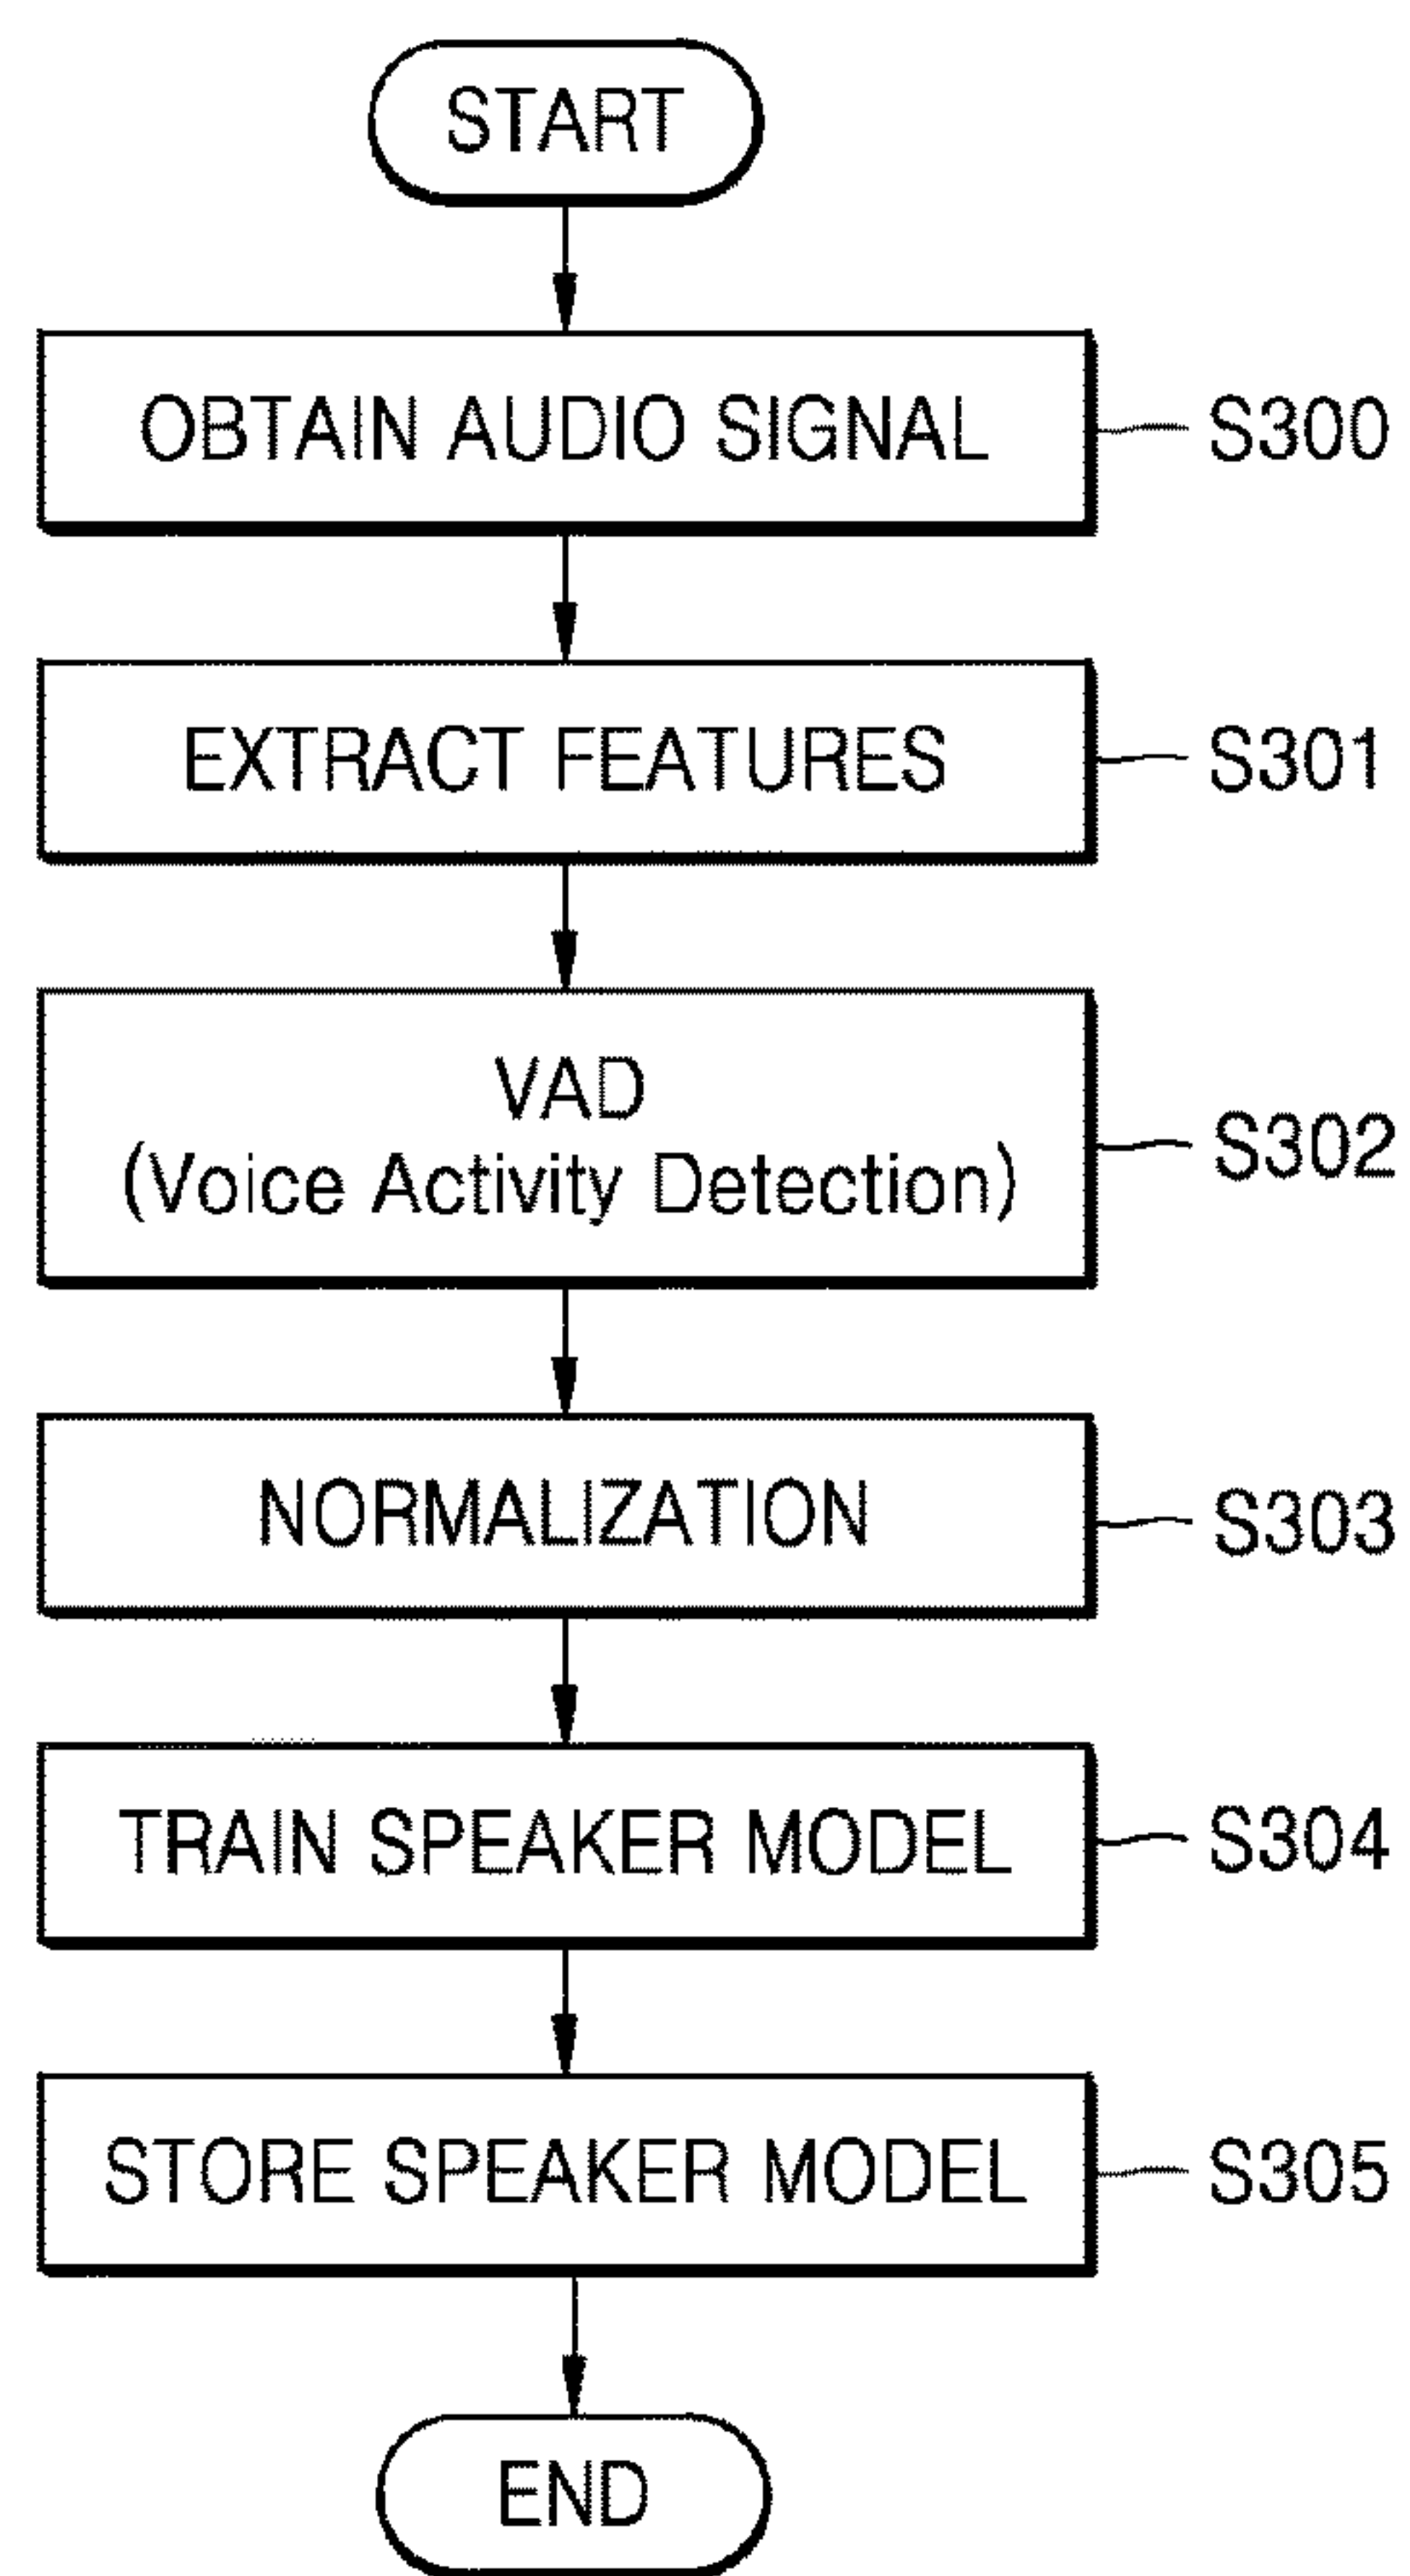 START
OBTAIN AUDIO SIGNAL S300
EXTRACT FEATURES S301
VAD
(Voice Activity Detection) S302
NORMALIZATION S303
TRAIN SPEAKER MODEL S304
STORE SPEAKER MODEL S305
END